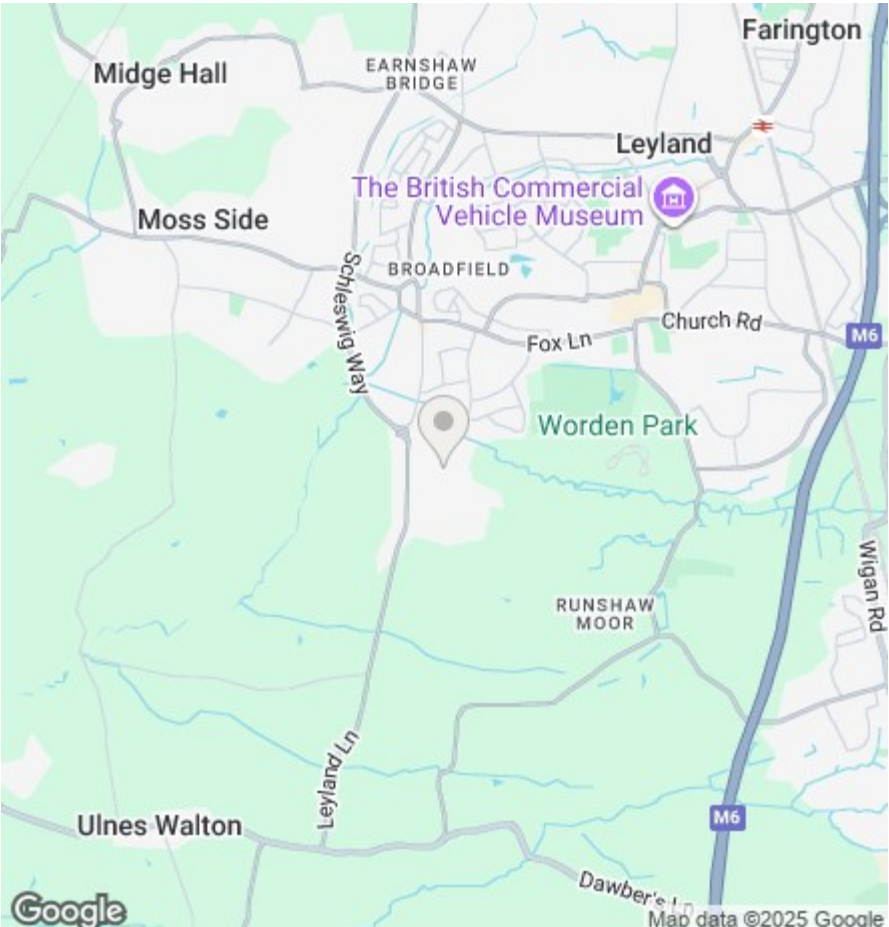 Farington
Midge Hall
EARNSHAW
BRIDGE
Leyland
The British Commercial
Vehicle Museum
Moss Side
BROADFIELD
Schleswig Way
Church Rd
Fox Ln
M6
Worden Park
Wigan Rd
RUNSHAW
MOOR
Leyland Ln
Ulnes Walton
M6
Dawber's Ln
Google
Map data ©2025 Google